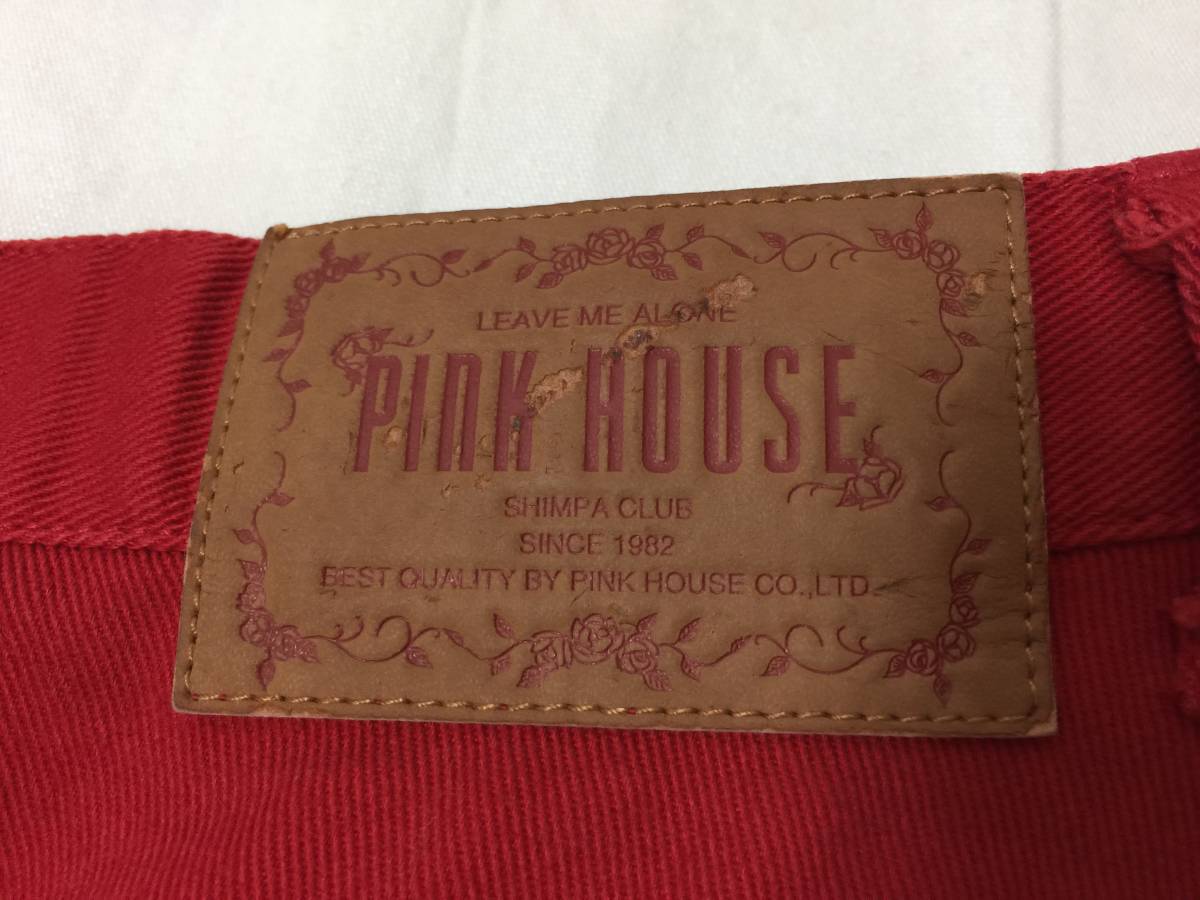 LEAVE ME ALONE
PINK HOUSE
SHIMPA CLUB
SINCE 1982
BEST QUALITY BY PINK HOUSE CO.,LTD.